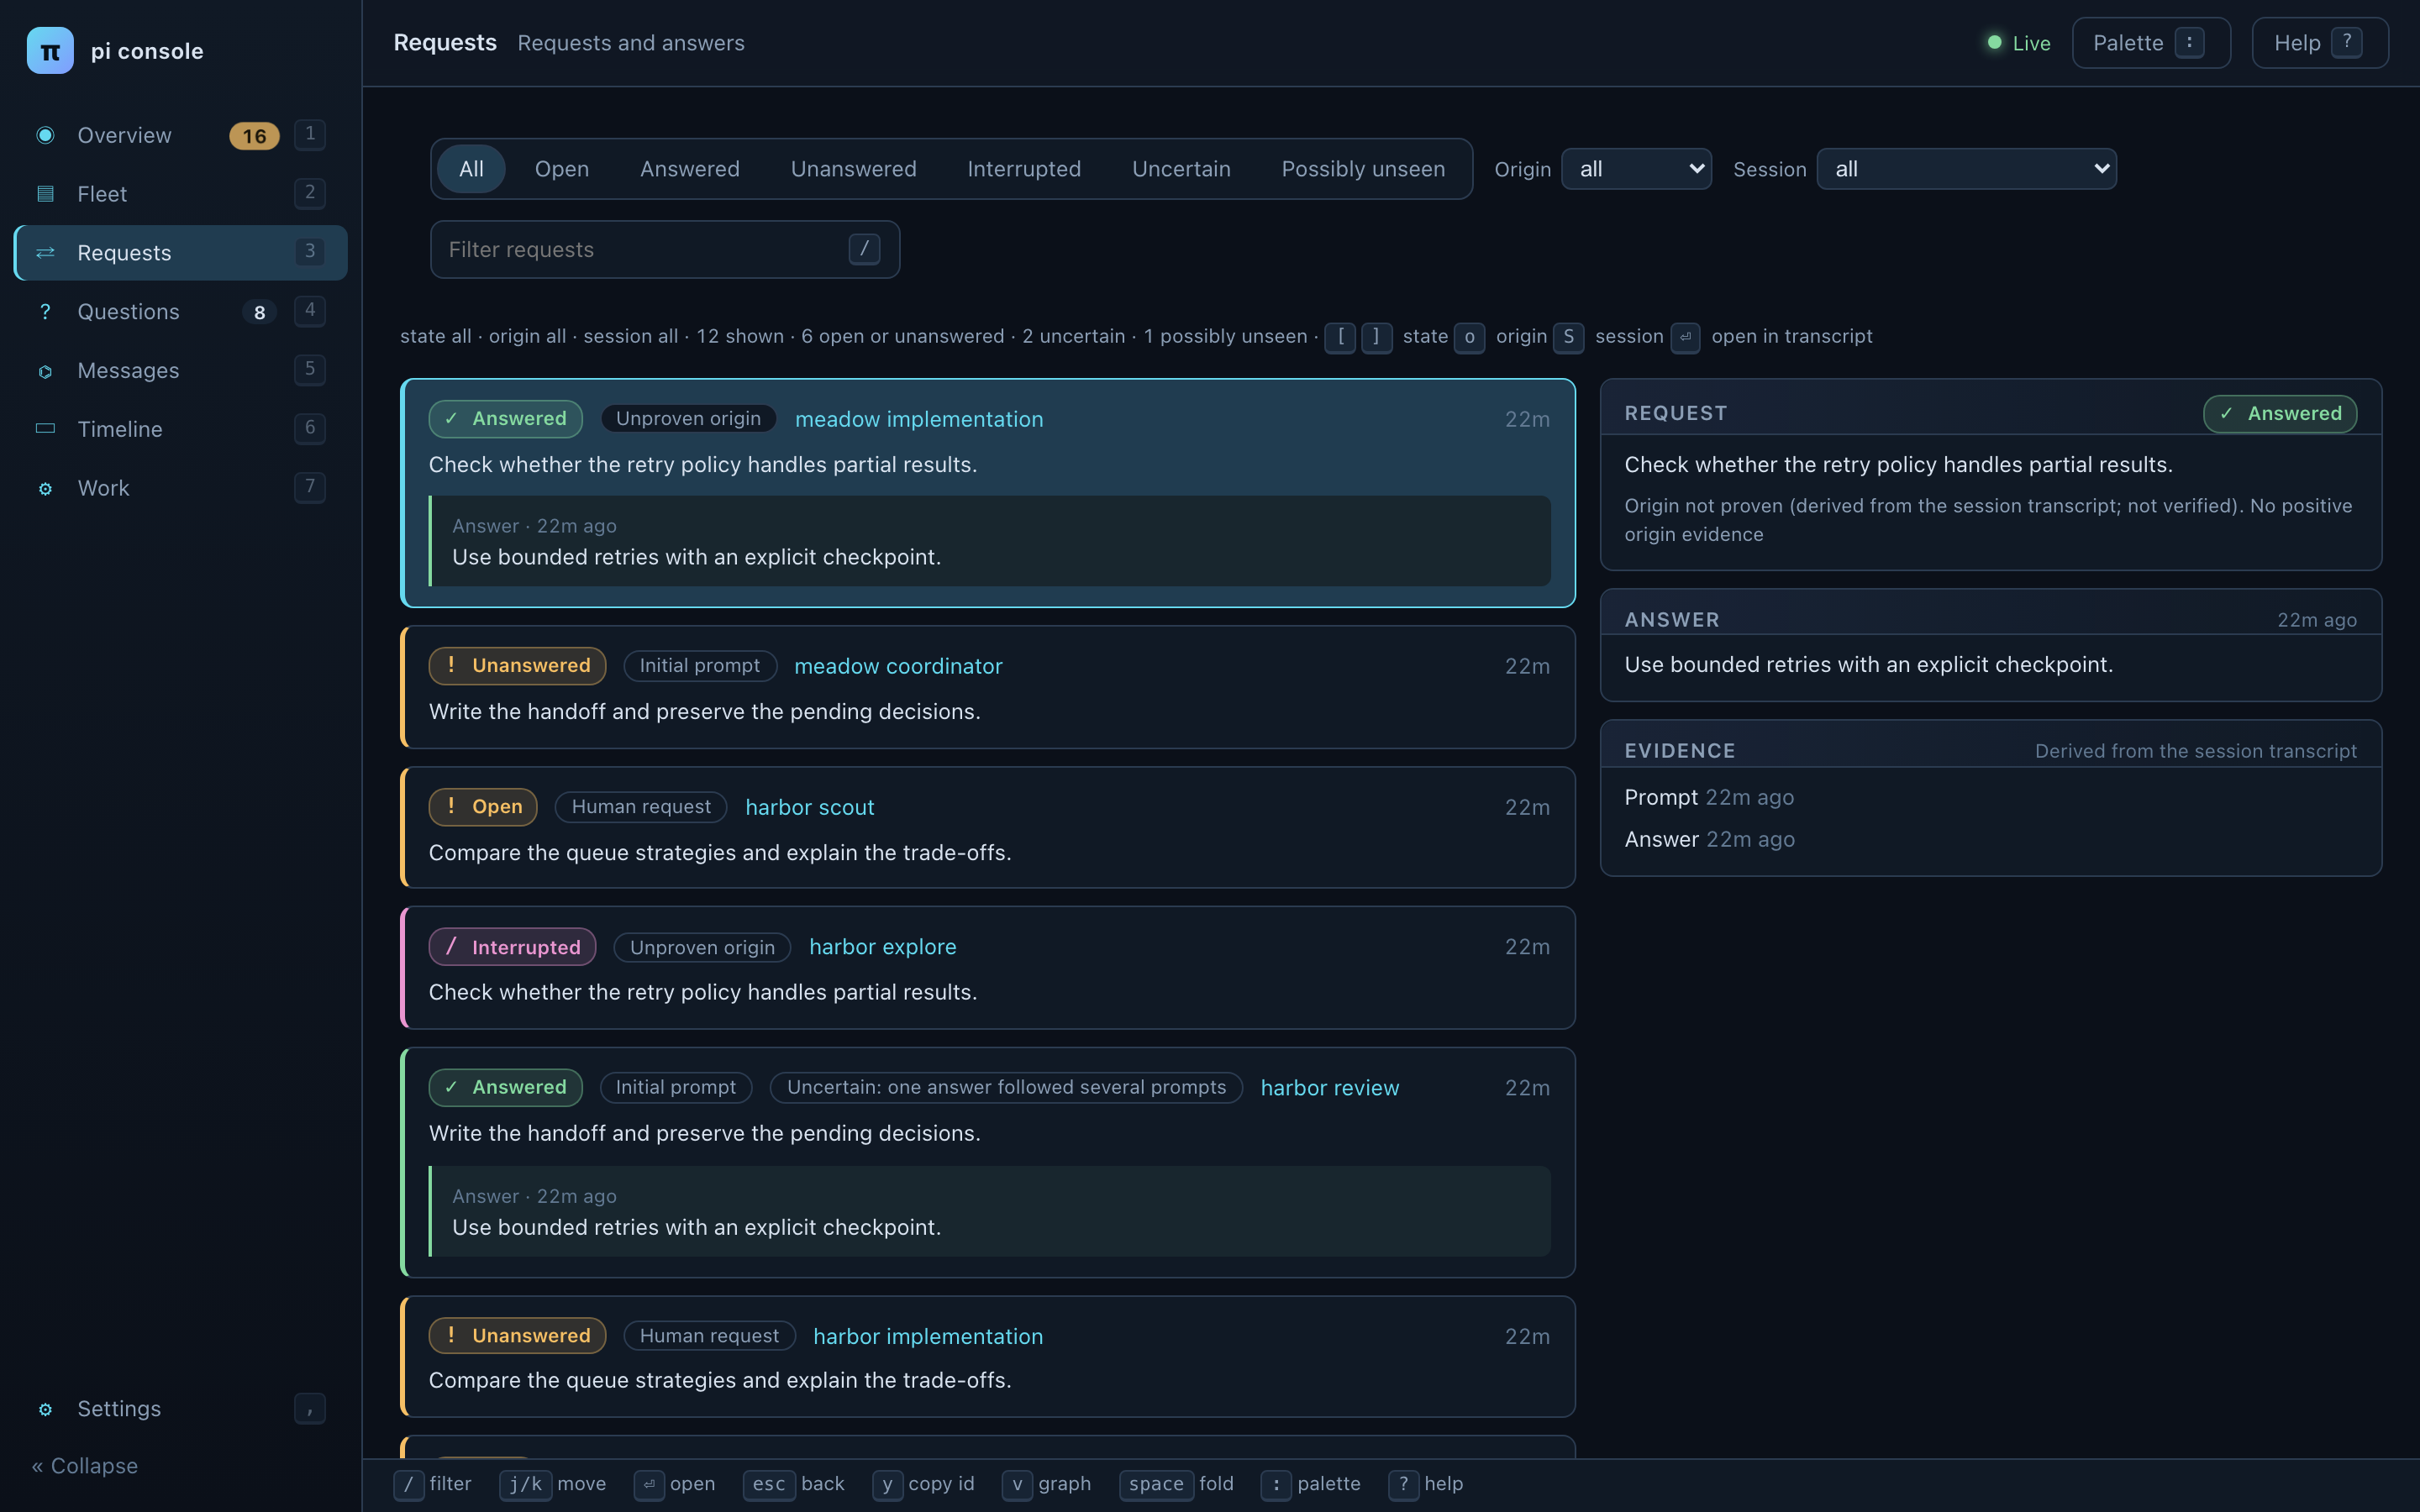 π pi console
Overview 16 1
Fleet 2
Requests 3
? Questions 8 4
Messages 5
Timeline 6
Work 7
Settings ,
« Collapse
Requests Requests and answers
Live Palette : Help ?
All Open Answered Unanswered Interrupted Uncertain Possibly unseen Origin all Session all
Filter requests /
state all · origin all · session all · 12 shown · 6 open or unanswered · 2 uncertain · 1 possibly unseen · [ ] state o origin S session ⏎ open in transcript
✓ Answered Unproven origin meadow implementation 22m
Check whether the retry policy handles partial results.
Answer · 22m ago
Use bounded retries with an explicit checkpoint.
! Unanswered Initial prompt meadow coordinator 22m
Write the handoff and preserve the pending decisions.
! Open Human request harbor scout 22m
Compare the queue strategies and explain the trade-offs.
/ Interrupted Unproven origin harbor explore 22m
Check whether the retry policy handles partial results.
✓ Answered Initial prompt Uncertain: one answer followed several prompts harbor review 22m
Write the handoff and preserve the pending decisions.
Answer · 22m ago
Use bounded retries with an explicit checkpoint.
! Unanswered Human request harbor implementation 22m
Compare the queue strategies and explain the trade-offs.
REQUEST ✓ Answered
Check whether the retry policy handles partial results.
Origin not proven (derived from the session transcript; not verified). No positive
origin evidence
ANSWER 22m ago
Use bounded retries with an explicit checkpoint.
EVIDENCE Derived from the session transcript
Prompt 22m ago
Answer 22m ago
/ filter j/k move ⏎ open esc back y copy id v graph space fold : palette ? help